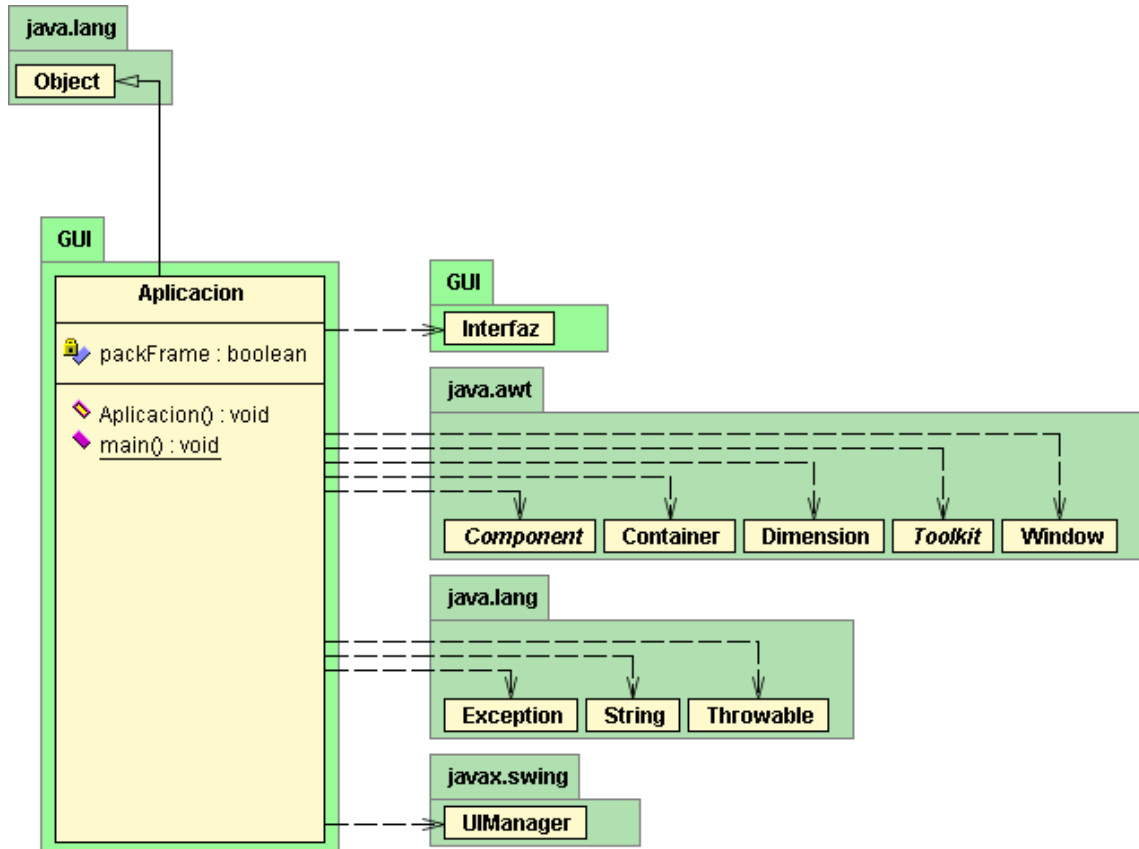 java.lang
Object
GUI
Aplicacion
packFrame : boolean
Aplicacion() : void
main() : void
GUI
Interfaz
java.awt
Component Container Dimension Toolkit Window
java.lang
Exception String Throwable
javax.swing
UIManager